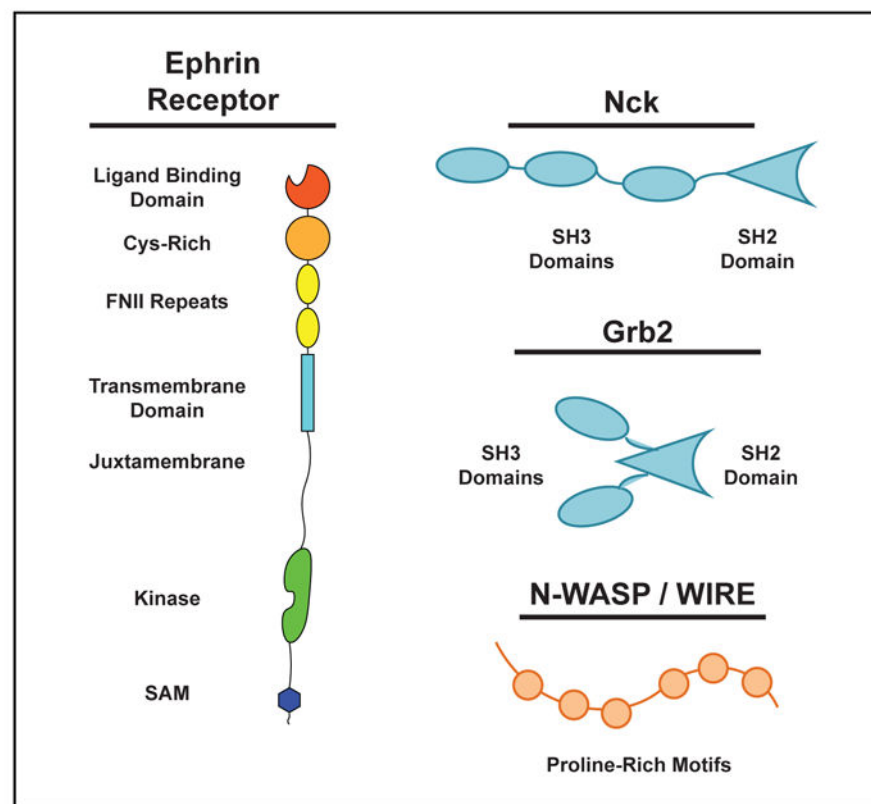 Ephrin
Receptor
Ligand Binding
Domain
Cys-Rich
FNII Repeats
Transmembrane
Domain
Juxtamembrane
Kinase
SAM
Nck
SH3
Domains
SH2
Domain
Grb2
SH3
Domains
SH2
Domain
N-WASP / WIRE
Proline-Rich Motifs